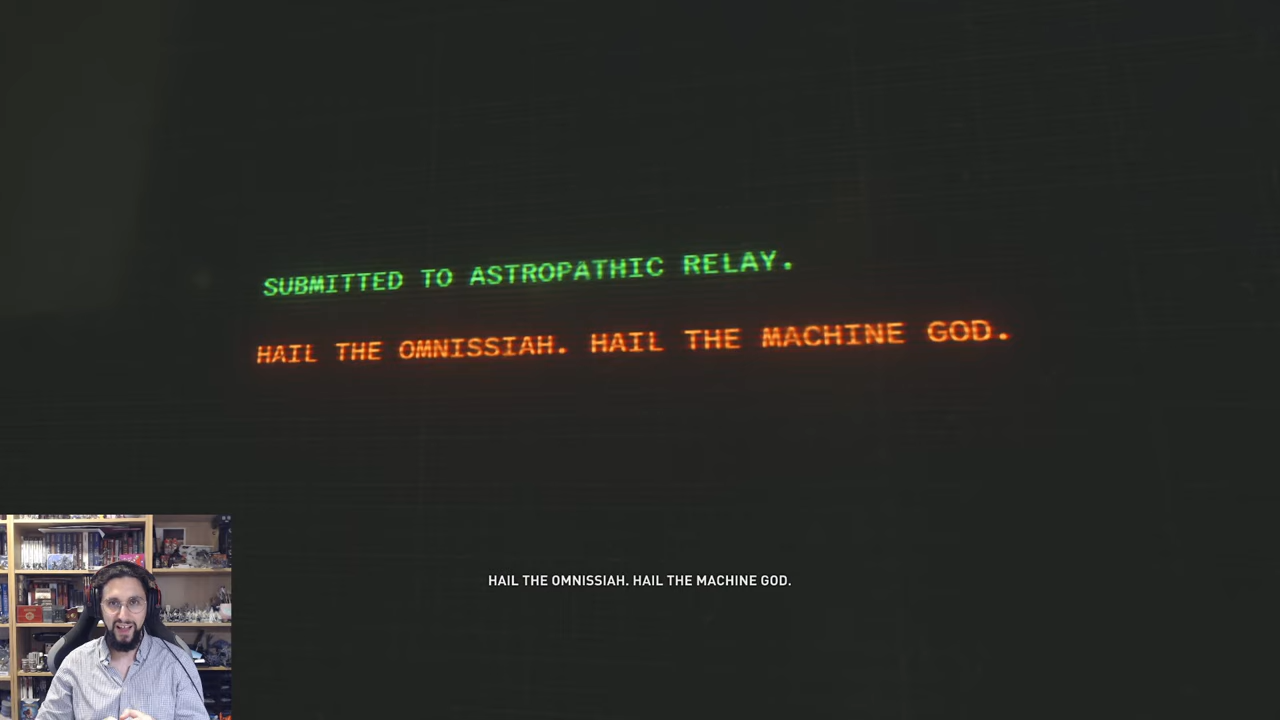 SUBMITTED TO ASTROPATHIC RELAY.
HAIL THE OMNISSIAH. HAIL THE MACHINE GOD.
HAIL THE OMNISSIAH. HAIL THE MACHINE GOD.